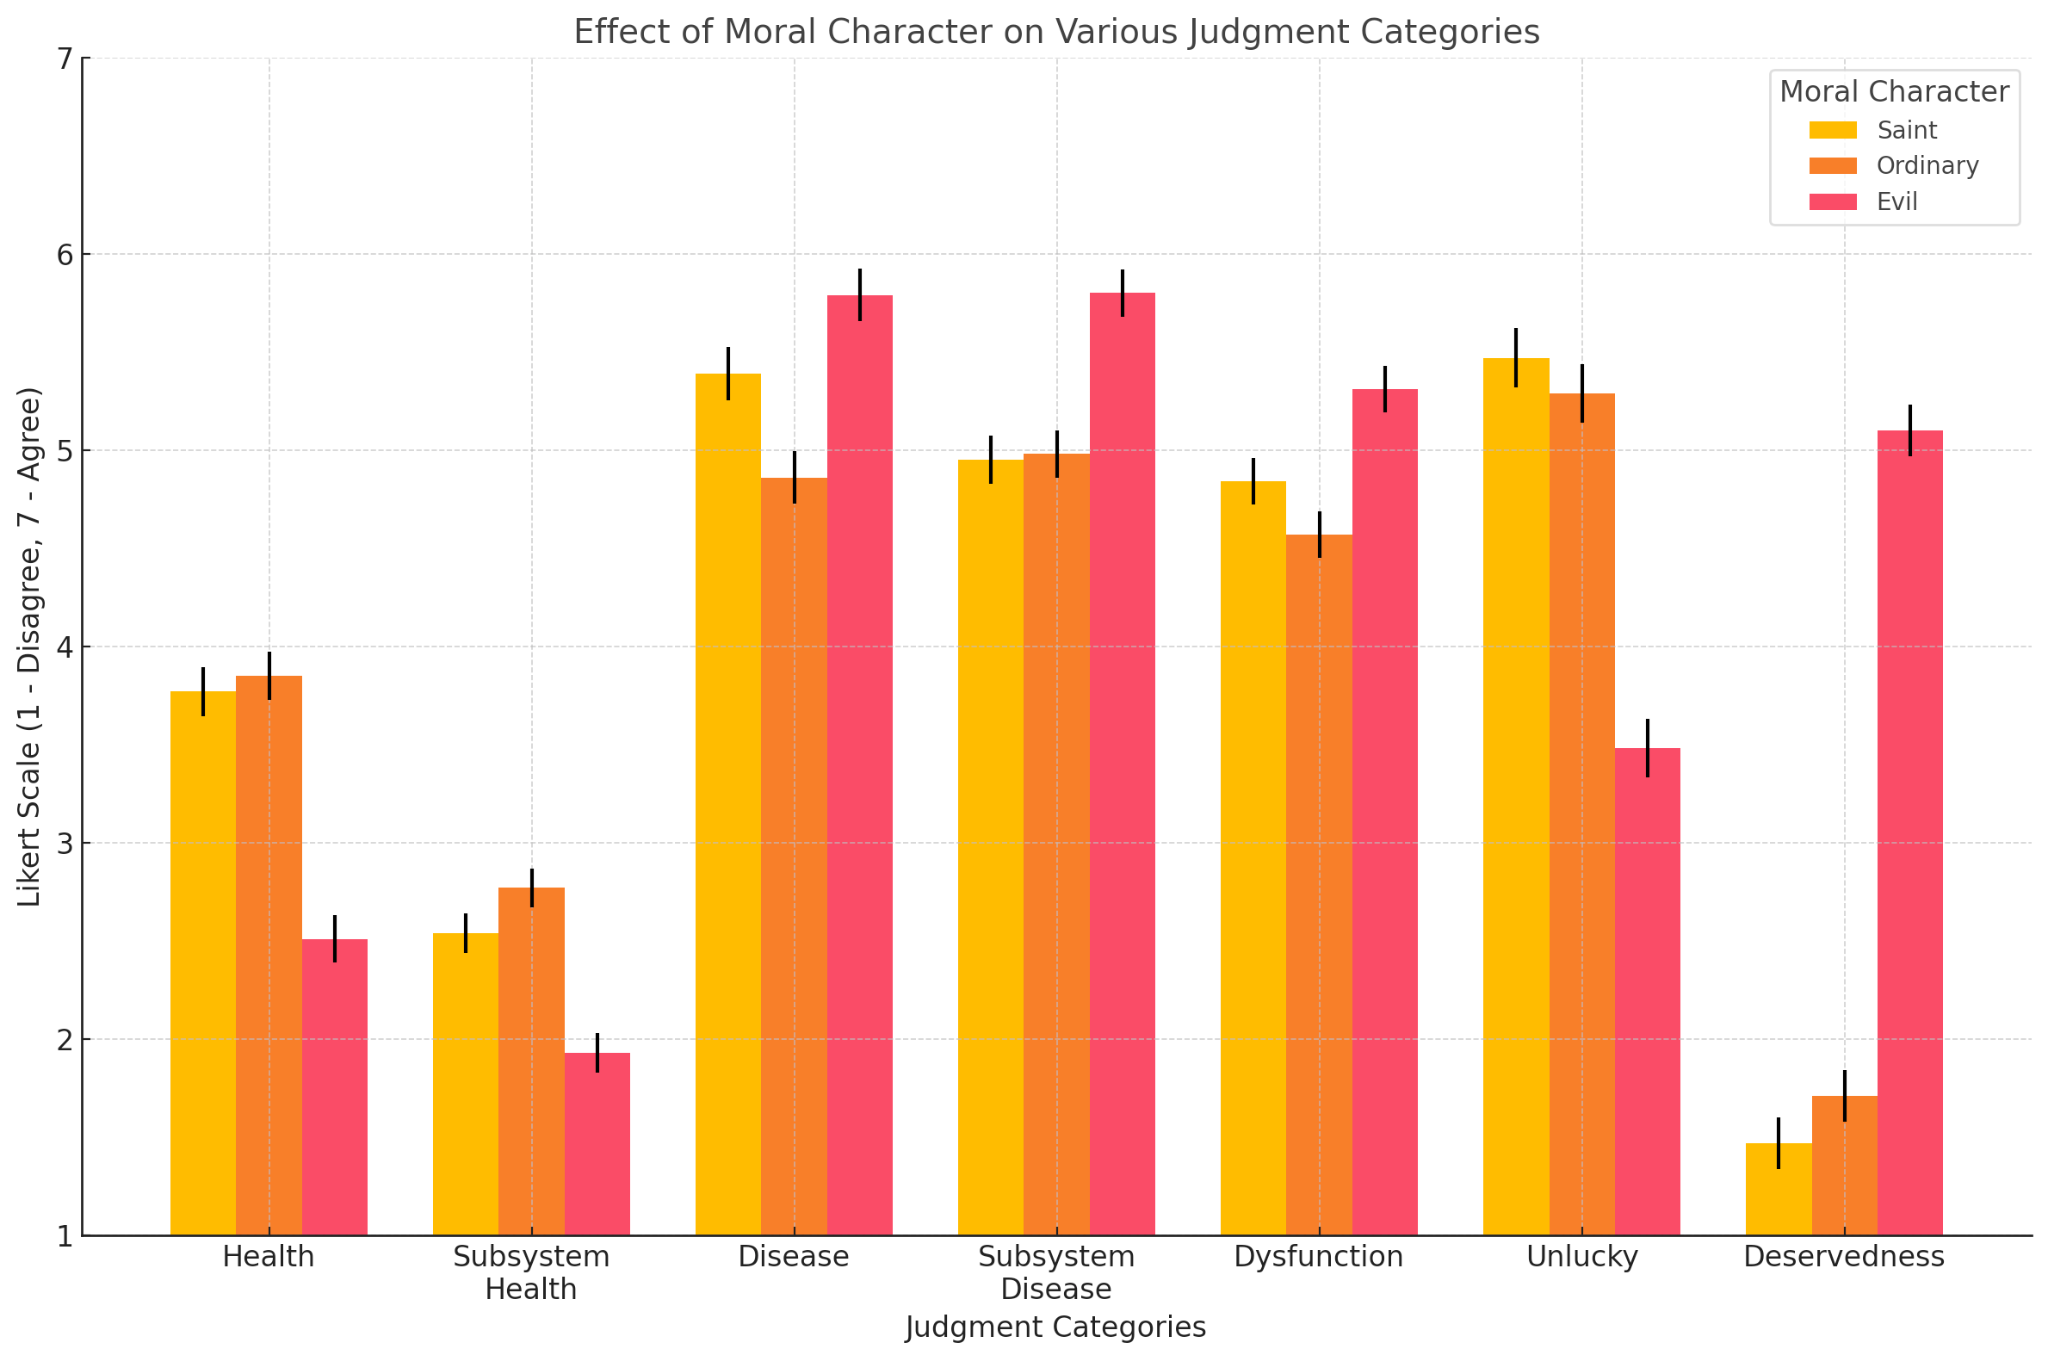 Effect of Moral Character on Various Judgment Categories
Moral Character
Saint
Ordinary
Evil
Likert Scale (1 - Disagree, 7 - Agree)
7
6
5
4
3
2
1
Health
Subsystem
Health
Disease
Subsystem
Disease
Dysfunction
Unlucky
Deservedness
Judgment Categories